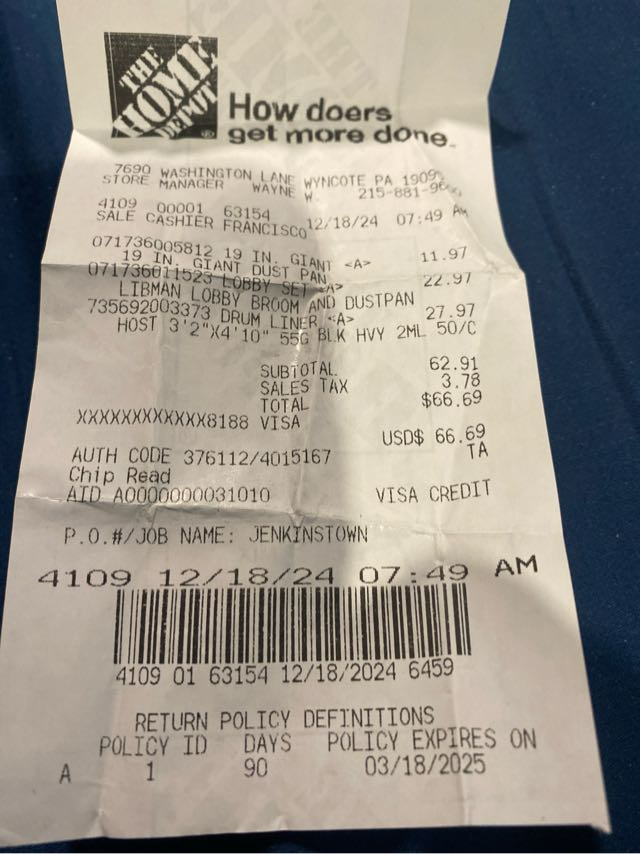 THE
HOME
DEPOT
How doers
get more done.
7690 WASHINGTON LANE WYNCOTE PA 1909
STORE MANAGER WAYNE W. 215-881-96
4109 00001 63154 12/18/24 07:49 AM
SALE CASHIER FRANCISCO
071736005812 19 IN. GIANT <A> 11.97
19 IN. GIANT DUST PAN
071736011523 LOBBY SET <A> 22.97
LIBMAN LOBBY BROOM AND DUSTPAN
735692003373 DRUM LINER <A> 27.97
HOST 3'2"X4'10" 55G BLK HVY 2ML 50/C
SUBTOTAL 62.91
SALES TAX 3.78
TOTAL $66.69
XXXXXXXXXXXX8188 VISA
USD$ 66.69
AUTH CODE 376112/4015167 TA
Chip Read
AID A0000000031010 VISA CREDIT
P.O.#/JOB NAME: JENKINSTOWN
4109 12/18/24 07:49 AM
4109 01 63154 12/18/2024 6459
RETURN POLICY DEFINITIONS
POLICY ID DAYS POLICY EXPIRES ON
A 1 90 03/18/2025